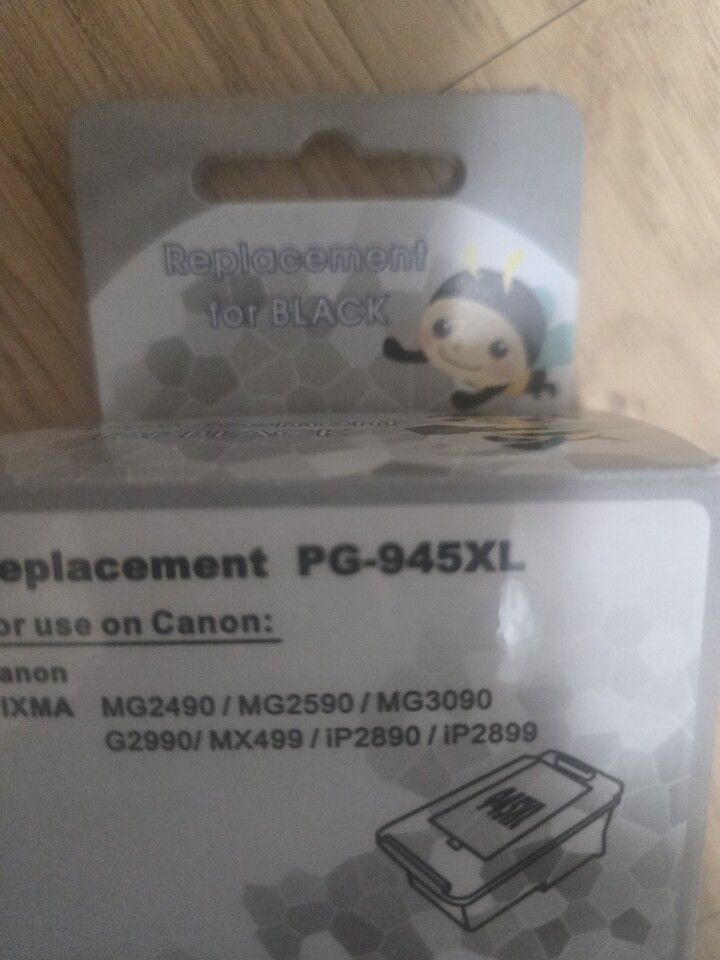 Replacement
for BLACK
eplacement PG-945XL
or use on Canon:
anon
IXMA MG2490 / MG2590 / MG3090
G2990/ MX499 / iP2890 / iP2899
945XL